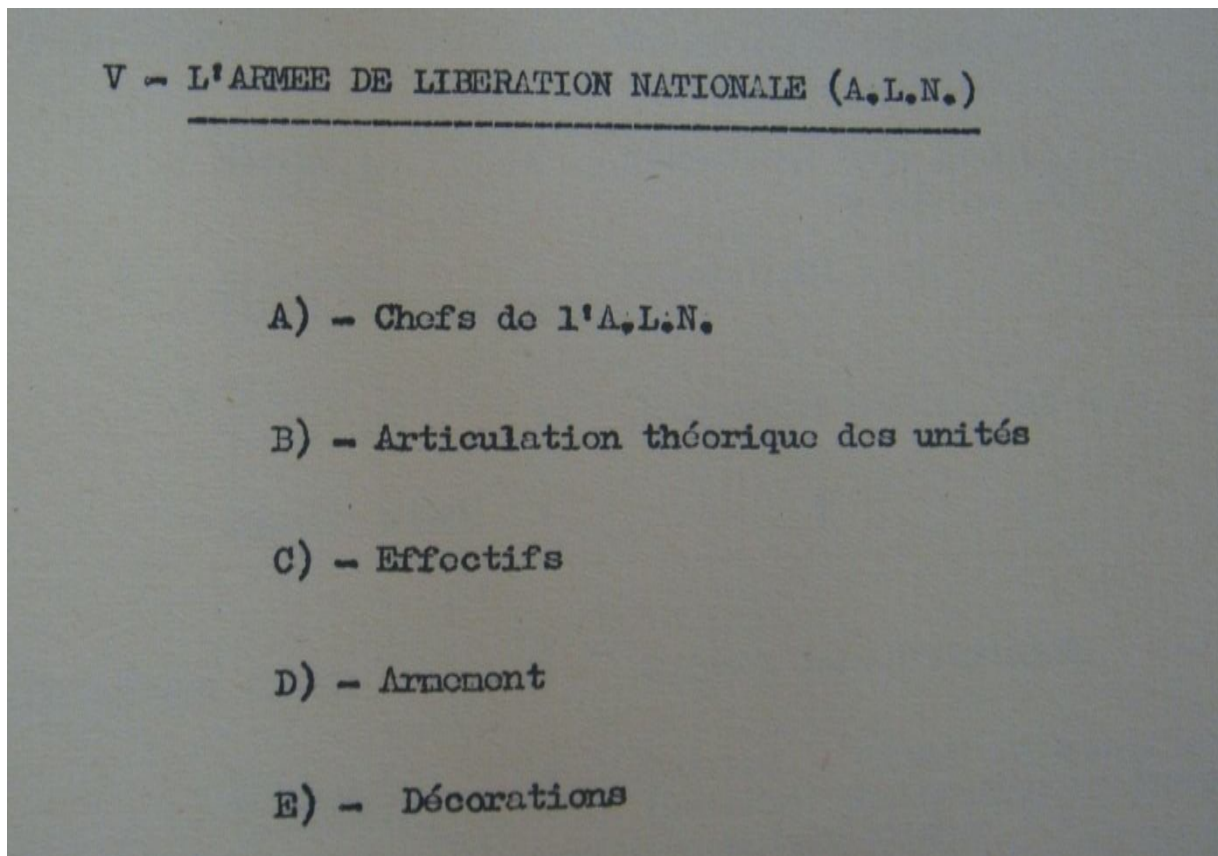 V - L'ARMEE DE LIBERATION NATIONALE (A.L.N.)
A) - Chefs de l'A.L.N.
B) - Articulation théorique des unités
C) - Effectifs
D) - Armement
E) - Décorations